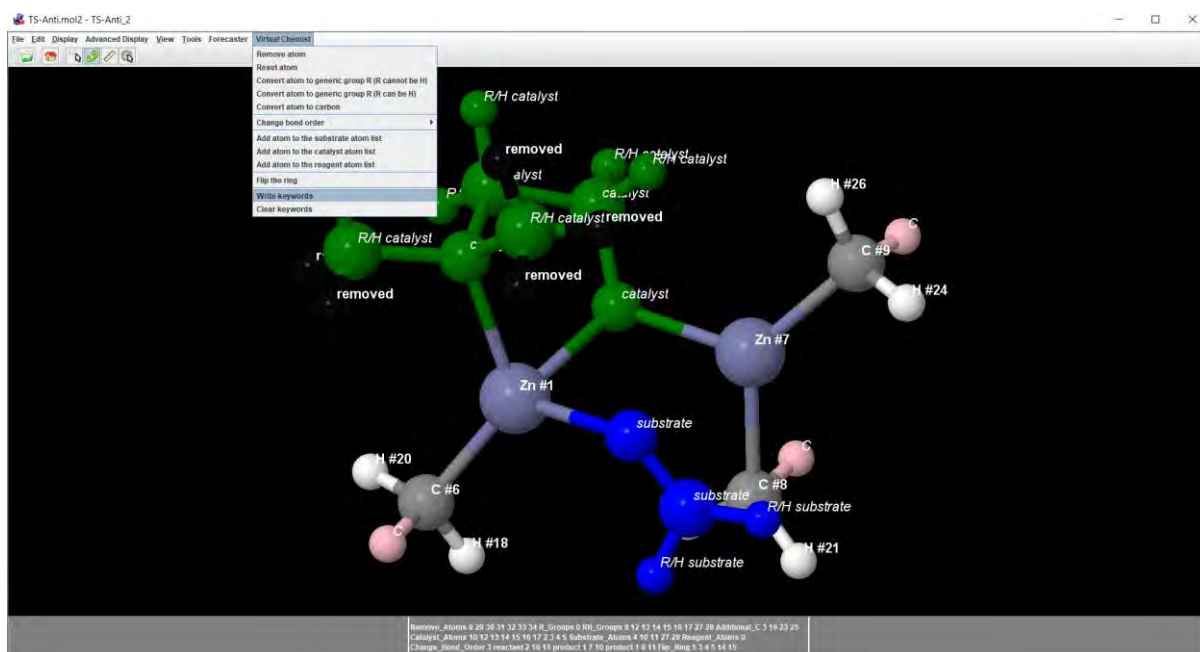 TS-Anti.mol2 - TS-Anti_2
File Edit Display Advanced Display View Tools Forecaster Virtual Chemist
Remove atom
Reset atom
Convert atom to generic group R (R cannot be H)
Convert atom to generic group R (R can be H)
Convert atom to carbon
Change bond order
Add atom to the substrate atom list
Add atom to the catalyst atom list
Add atom to the reagent atom list
Flip the ring
Write keywords
Clear keywords
R/H catalyst
removed
R/H catalyst
R/H catalyst
H #26
C
R/H catalyst
removed
R/H catalyst
C #9
removed
removed
catalyst
H #24
Zn #7
Zn #1
substrate
H #20
C
C #6
C #8
substrate
R/H substrate
H #18
C
H #21
R/H substrate
Remove_Atoms 6 29 30 31 32 33 34 R_Groups 0 RH_Groups 9 12 13 14 15 16 17 27 28 Additional_C 3 19 23 25
Catalyst_Atoms 10 12 13 14 15 16 17 2 3 4 5 Substrate_Atoms 4 10 11 27 28 Reagent_Atoms 0
Change_Bond_Order 3 reactant 2 10 11 product 1 7 10 product 1 8 11 Flip_Ring 5 3 4 5 14 15